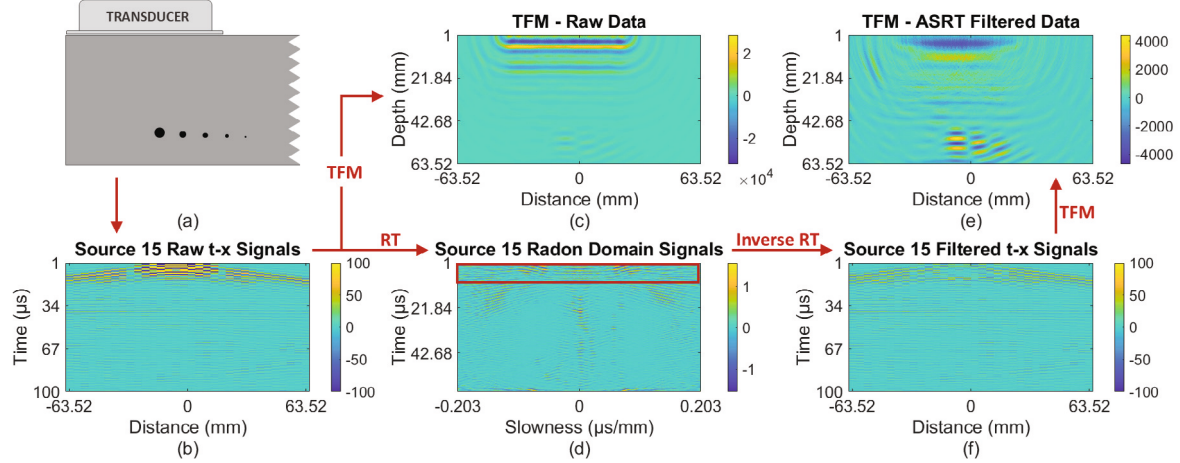 TRANSDUCER
(a)
TFM
TFM - Raw Data
Depth (mm)
1
21.84
42.68
63.52
-63.52
0
63.52
Distance (mm)
2
0
-2
× 10⁴
(c)
TFM - ASRT Filtered Data
Depth (mm)
1
21.84
42.68
63.52
-63.52
0
63.52
Distance (mm)
4000
2000
0
-2000
-4000
(e)
TFM
Source 15 Raw t-x Signals
Time (µs)
1
34
67
100
-63.52
0
63.52
Distance (mm)
100
50
0
-50
-100
(b)
RT
Source 15 Radon Domain Signals
Time (µs)
1
21.84
42.68
-0.203
0
0.203
Slowness (µs/mm)
1
0
-1
(d)
Inverse RT
Source 15 Filtered t-x Signals
Time (µs)
1
34
67
100
-63.52
0
63.52
Distance (mm)
100
50
0
-50
-100
(f)